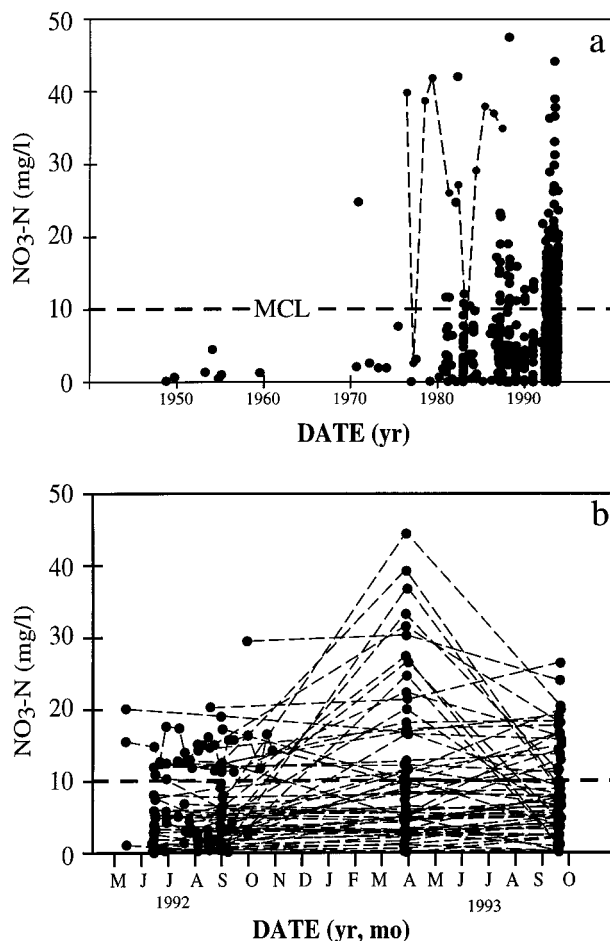 a
50
40
30
20
10
0
NO3-N (mg/l)
MCL
1950 1960 1970 1980 1990
DATE (yr)
b
50
40
30
20
10
0
NO3-N (mg/l)
M J J A S O N D J F M A J J A S O
1992 1993
DATE (yr, mo)